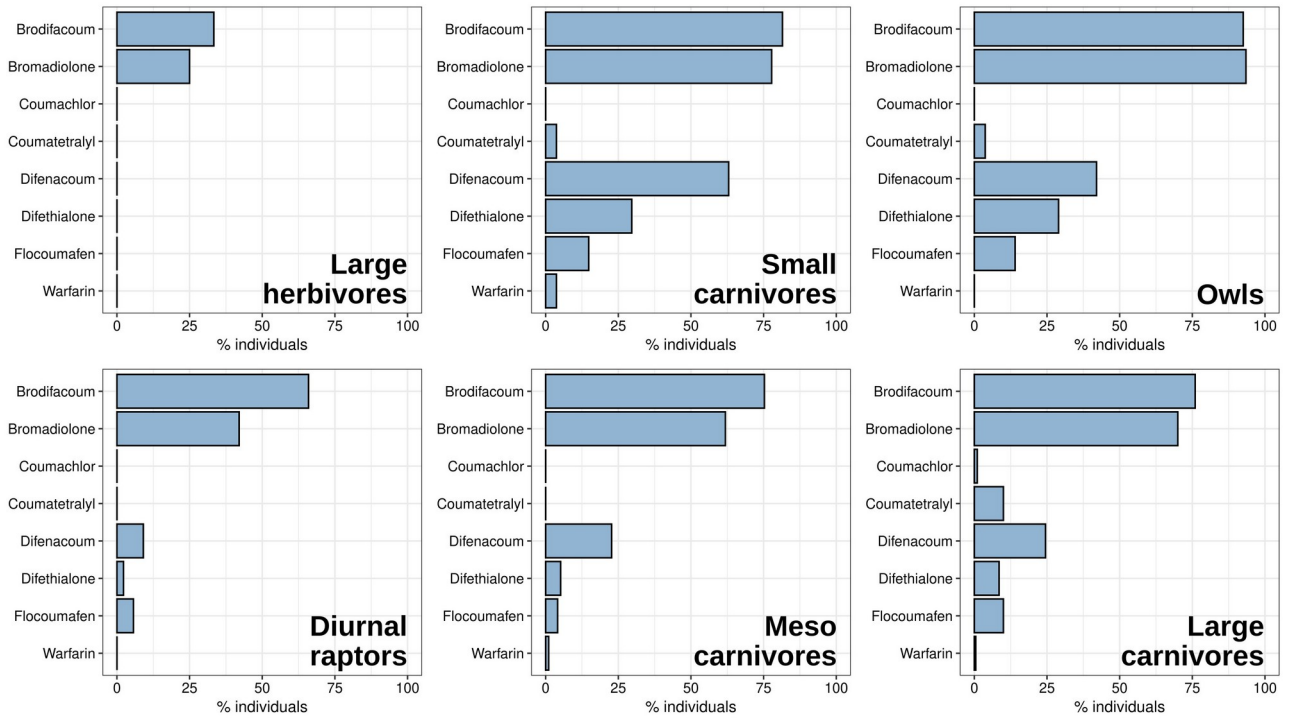 Brodifacoum
Bromadiolone
Coumachlor
Coumatetralyl
Difenacoum
Difethialone
Flocoumafen
Warfarin
Large
herbivores
0 25 50 75 100
% individuals
Brodifacoum
Bromadiolone
Coumachlor
Coumatetralyl
Difenacoum
Difethialone
Flocoumafen
Warfarin
Small
carnivores
0 25 50 75 100
% individuals
Brodifacoum
Bromadiolone
Coumachlor
Coumatetralyl
Difenacoum
Difethialone
Flocoumafen
Warfarin
Owls
0 25 50 75 100
% individuals
Brodifacoum
Bromadiolone
Coumachlor
Coumatetralyl
Difenacoum
Difethialone
Flocoumafen
Warfarin
Diurnal
raptors
0 25 50 75 100
% individuals
Brodifacoum
Bromadiolone
Coumachlor
Coumatetralyl
Difenacoum
Difethialone
Flocoumafen
Warfarin
Meso
carnivores
0 25 50 75 100
% individuals
Brodifacoum
Bromadiolone
Coumachlor
Coumatetralyl
Difenacoum
Difethialone
Flocoumafen
Warfarin
Large
carnivores
0 25 50 75 100
% individuals